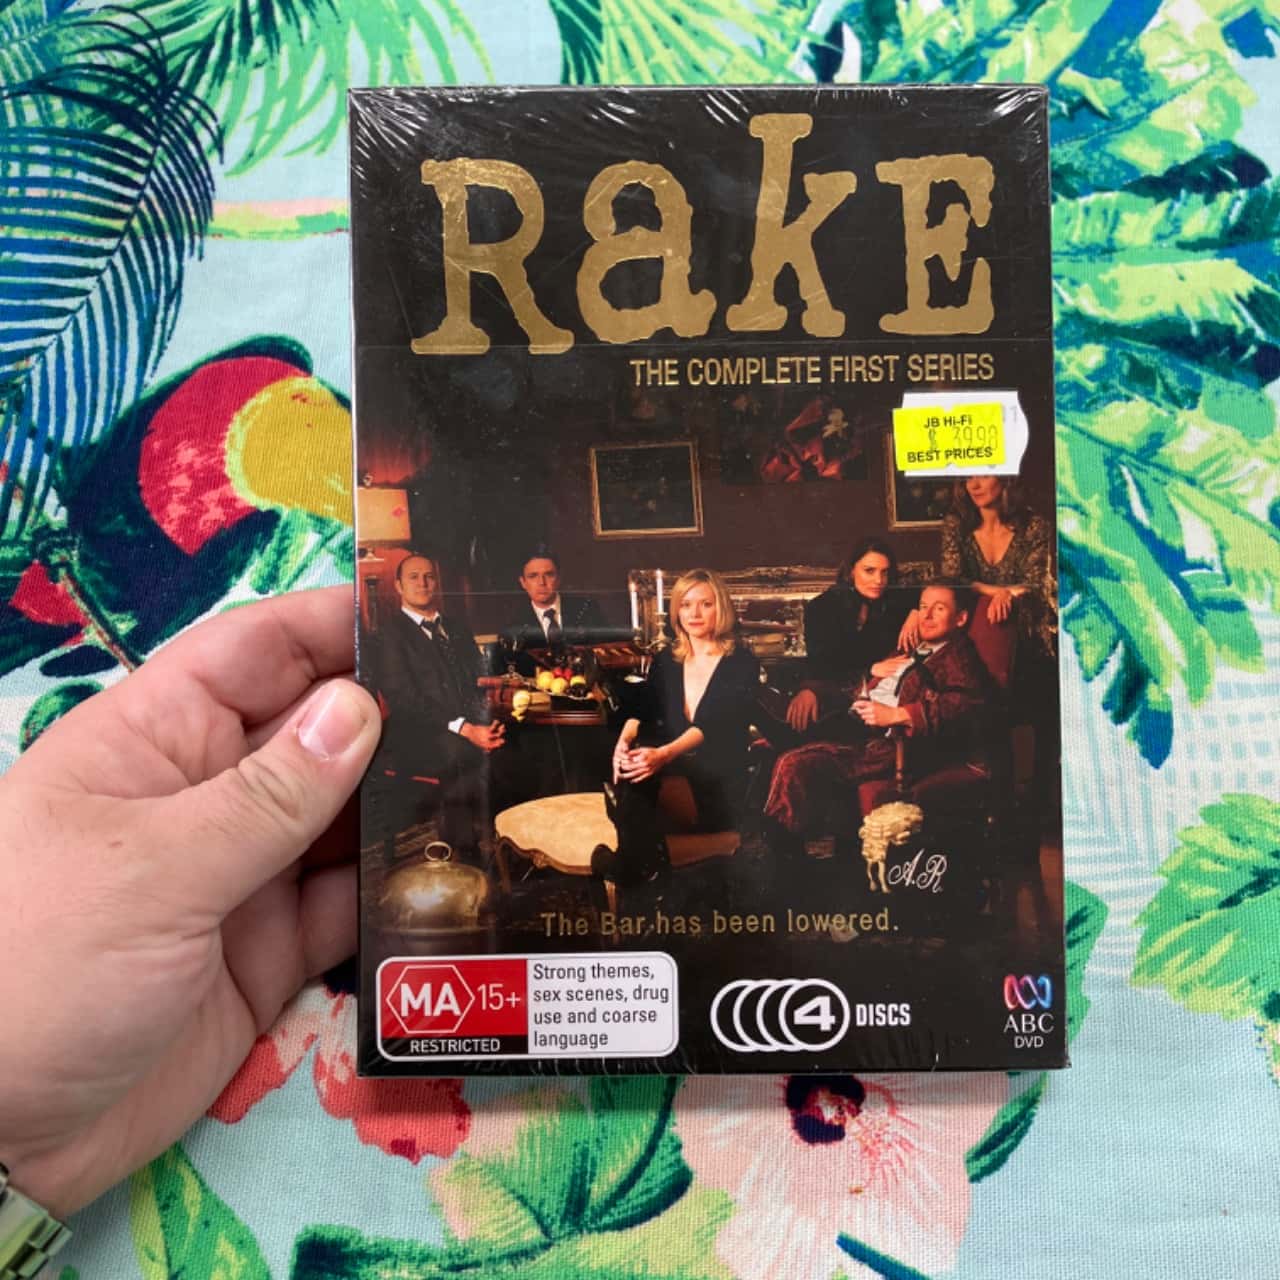 Rake
THE COMPLETE FIRST SERIES
JB Hi-Fi
$ 39.98
BEST PRICES
A.R.
The Bar has been lowered.
MA 15+
RESTRICTED
Strong themes,
sex scenes, drug
use and coarse
language
4 DISCS
ABC
DVD